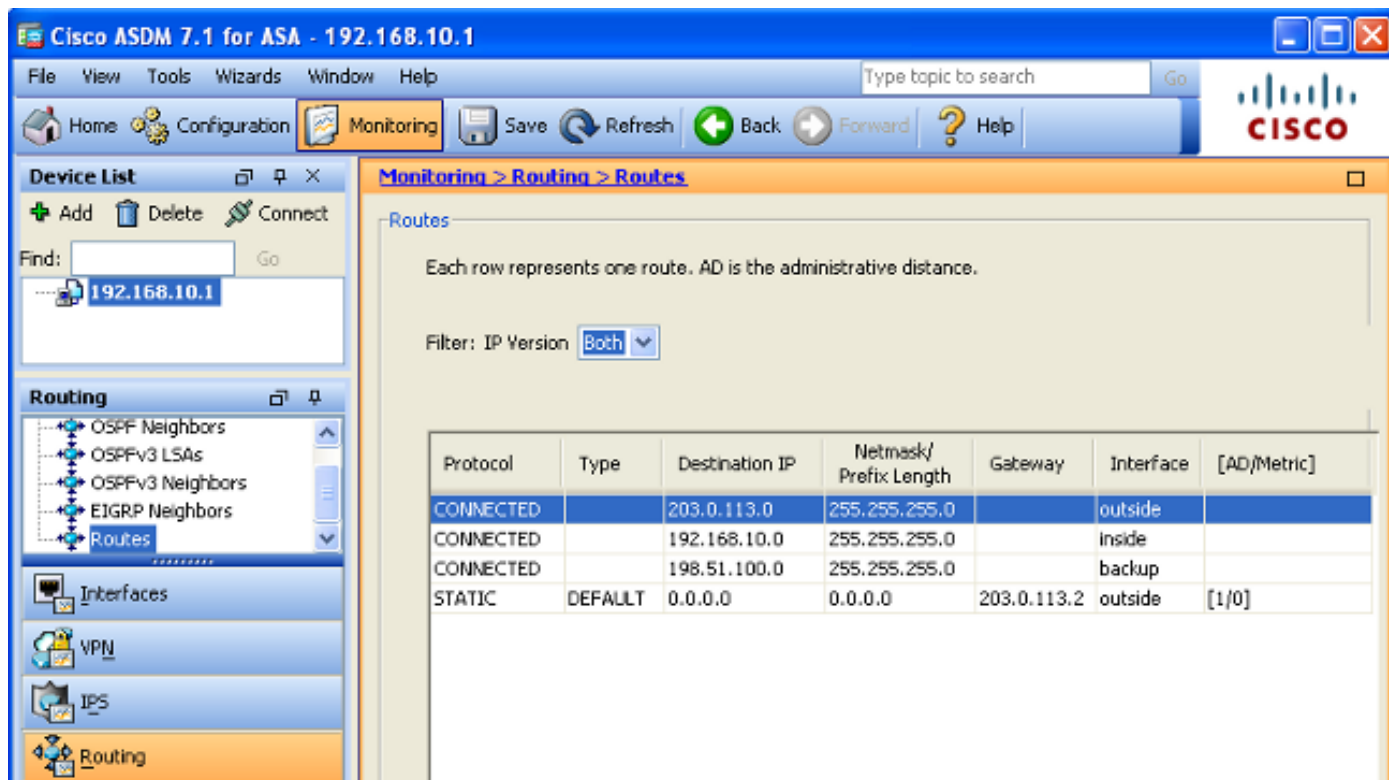 Cisco ASDM 7.1 for ASA - 192.168.10.1
File View Tools Wizards Window Help
Type topic to search Go
Home Configuration Monitoring Save Refresh Back Forward Help
CISCO
Device List
Add Delete Connect
Find: Go
192.168.10.1
Routing
OSPF Neighbors
OSPFv3 LSAs
OSPFv3 Neighbors
EIGRP Neighbors
Routes
Interfaces
VPN
IPS
Routing
Monitoring > Routing > Routes
Routes
Each row represents one route. AD is the administrative distance.
Filter: IP Version Both
Protocol Type Destination IP Netmask/ Prefix Length Gateway Interface [AD/Metric]
CONNECTED 203.0.113.0 255.255.255.0 outside
CONNECTED 192.168.10.0 255.255.255.0 inside
CONNECTED 198.51.100.0 255.255.255.0 backup
STATIC DEFAULT 0.0.0.0 0.0.0.0 203.0.113.2 outside [1/0]